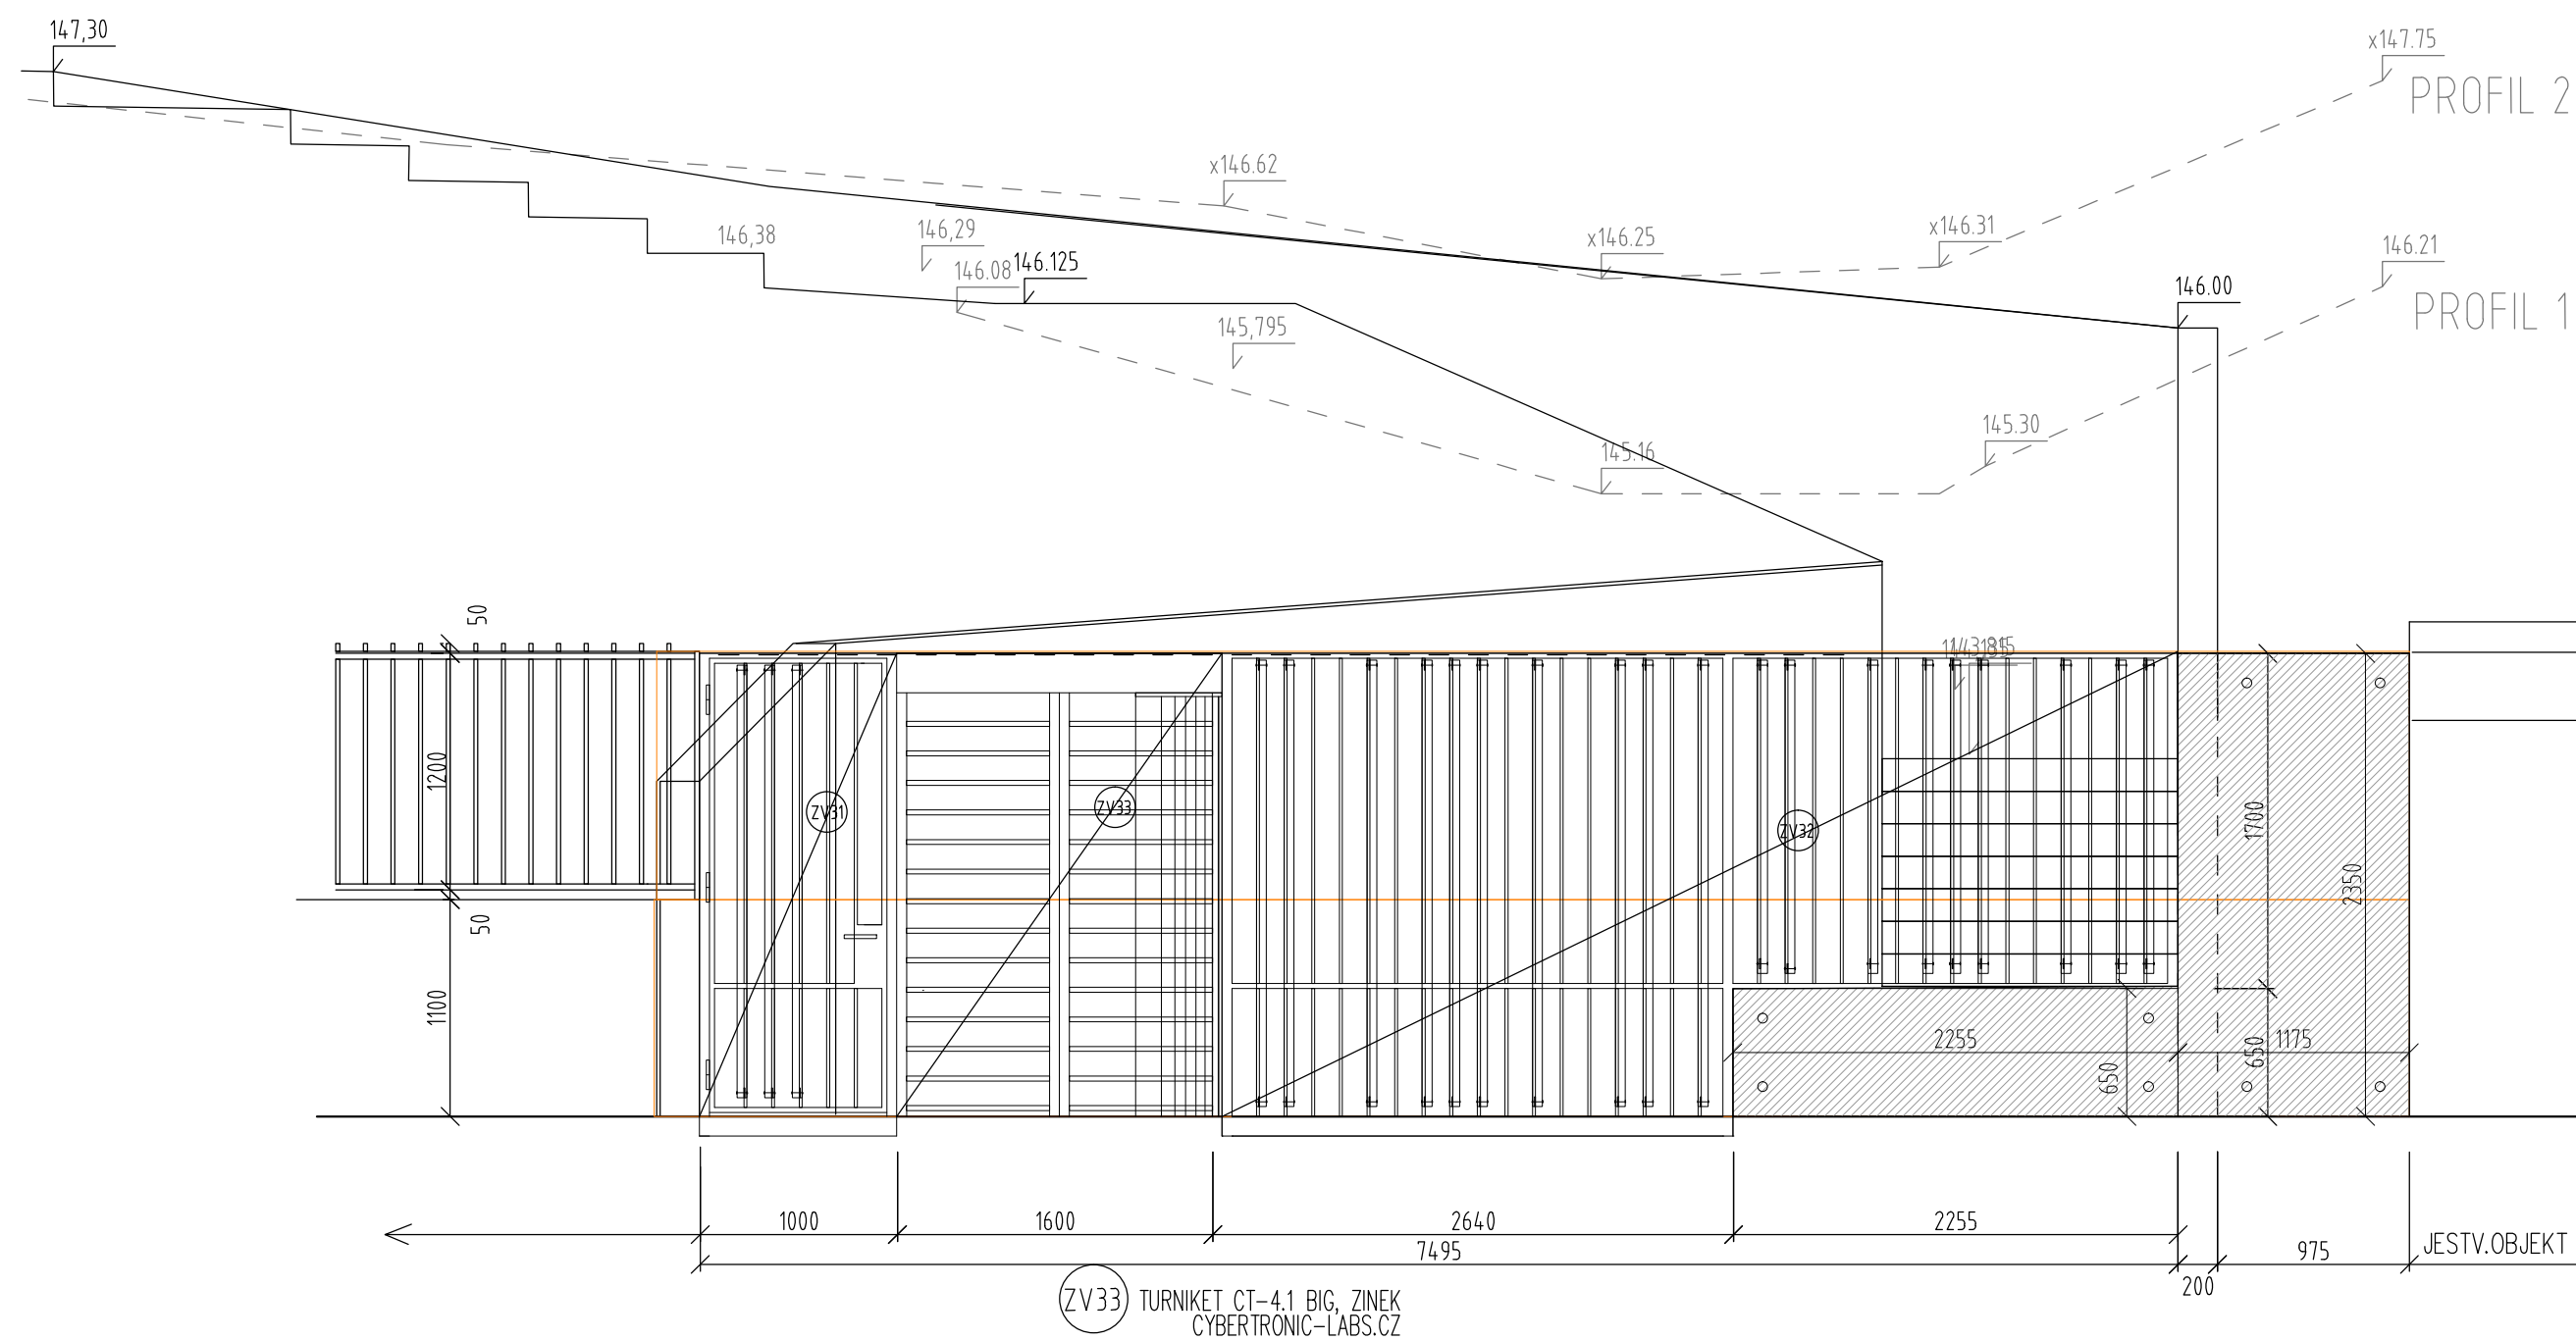 147,30
x147.75
PROFIL 2
x146.62
146,38
146,29
x146.25
x146.31
146.21
146.08
146.125
146.00
PROFIL 1
145,795
145.16
145.30
50
1200
ZV31
ZV33
ZV32
1700
2350
50
1100
2255
1175
650
650
1000
1600
2640
2255
7495
975
JESTV.OBJEKT
200
ZV33
TURNIKET CT-4.1 BIG, ZINEK
CYBERTRONIC-LABS.CZ